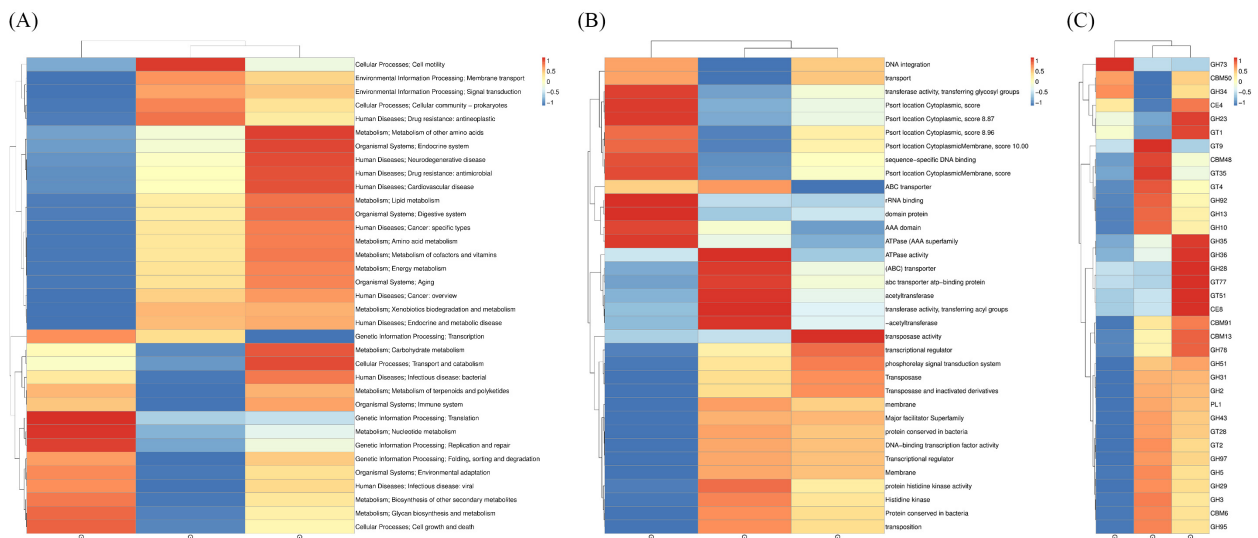 (A)
(B)
(C)
Cellular Processes; Cell motility
Environmental Information Processing; Membrane transport
Environmental Information Processing; Signal transduction
Cellular Processes; Cellular community − prokaryotes
Human Diseases; Drug resistance: antineoplastic
Metabolism; Metabolism of other amino acids
Organismal Systems; Endocrine system
Human Diseases; Neurodegenerative disease
Human Diseases; Drug resistance: antimicrobial
Human Diseases; Cardiovascular disease
Metabolism; Lipid metabolism
Organismal Systems; Digestive system
Human Diseases; Cancer: specific types
Metabolism; Amino acid metabolism
Metabolism; Metabolism of cofactors and vitamins
Metabolism; Energy metabolism
Organismal Systems; Aging
Human Diseases; Cancer: overview
Metabolism; Xenobiotics biodegradation and metabolism
Human Diseases; Endocrine and metabolic disease
Genetic Information Processing; Transcription
Metabolism; Carbohydrate metabolism
Cellular Processes; Transport and catabolism
Human Diseases; Infectious disease: bacterial
Metabolism; Metabolism of terpenoids and polyketides
Organismal Systems; Immune system
Genetic Information Processing; Translation
Metabolism; Nucleotide metabolism
Genetic Information Processing; Replication and repair
Genetic Information Processing; Folding, sorting and degradation
Organismal Systems; Environmental adaptation
Human Diseases; Infectious disease: viral
Metabolism; Biosynthesis of other secondary metabolites
Metabolism; Glycan biosynthesis and metabolism
Cellular Processes; Cell growth and death
1
0.5
0
−0.5
−1
DNA integration
transport
transferase activity, transferring glycosyl groups
Psort location Cytoplasmic, score
Psort location Cytoplasmic, score 8.87
Psort location Cytoplasmic, score 8.96
Psort location CytoplasmicMembrane, score 10.00
sequence−specific DNA binding
Psort location CytoplasmicMembrane, score
ABC transporter
rRNA binding
domain protein
AAA domain
ATPase (AAA superfamily
ATPase activity
(ABC) transporter
abc transporter atp−binding protein
acetyltransferase
transferase activity, transferring acyl groups
−acetyltransferase
transposase activity
transcriptional regulator
phosphorelay signal transduction system
Transposase
Transposase and inactivated derivatives
membrane
Major facilitator Superfamily
protein conserved in bacteria
DNA−binding transcription factor activity
Transcriptional regulator
Membrane
protein histidine kinase activity
Histidine kinase
Protein conserved in bacteria
transposition
1
0.5
0
−0.5
−1
GH73
CBM50
GH34
CE4
GH23
GT1
GT9
CBM48
GT35
GT4
GH92
GH13
GH10
GH35
GH36
GH28
GT77
GT51
CE8
CBM91
CBM13
GH78
GH51
GH31
GH2
PL1
GH43
GT28
GT2
GH97
GH5
GH29
GH3
CBM6
GH95
1
0.5
0
−0.5
−1